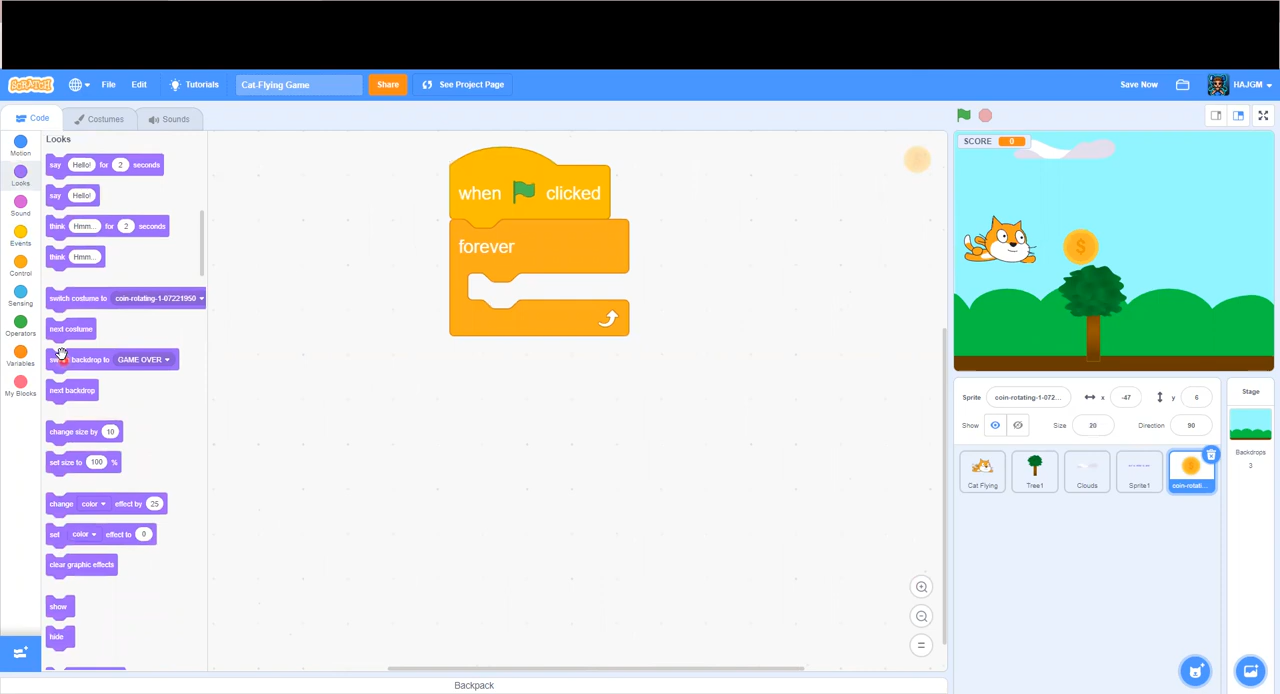 SCRATCH File Edit Tutorials Cat-Flying Game Share See Project Page Save Now HAJGM
Code Costumes Sounds
Motion
Looks
Sound
Events
Control
Sensing
Operators
Variables
My Blocks
Looks
say Hello! for 2 seconds
say Hello!
think Hmm... for 2 seconds
think Hmm...
switch costume to coin-rotating-1-07221950
next costume
backdrop to GAME OVER
next backdrop
change size by 10
set size to 100 %
change color effect by 25
set color effect to 0
clear graphic effects
show
hide
when clicked
forever
SCORE 0
$
Sprite coin-rotating-1-072... x -47 y 6
Show Size 20 Direction 90
Cat Flying Tree1 Clouds Sprite1 coin-rotati...
Stage
Backdrops
3
Backpack